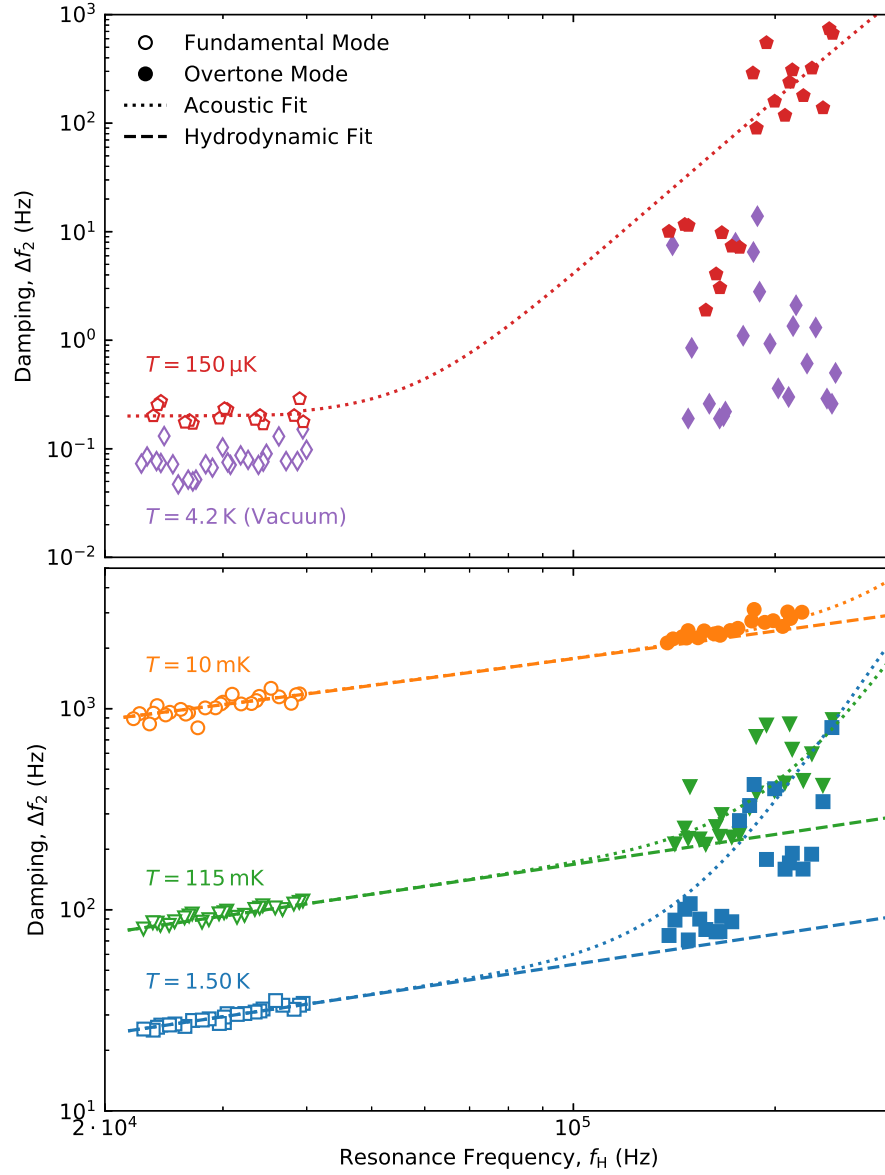 10³
Fundamental Mode
Overtone Mode
Acoustic Fit
Hydrodynamic Fit
10²
10¹
10⁰
10⁻¹
10⁻²
Damping, Δf₂ (Hz)
T = 150 μK
T = 4.2 K (Vacuum)
T = 10 mK
10³
Damping, Δf₂ (Hz)
T = 115 mK
10²
T = 1.50 K
10¹
2 · 10⁴
10⁵
Resonance Frequency, f_H (Hz)